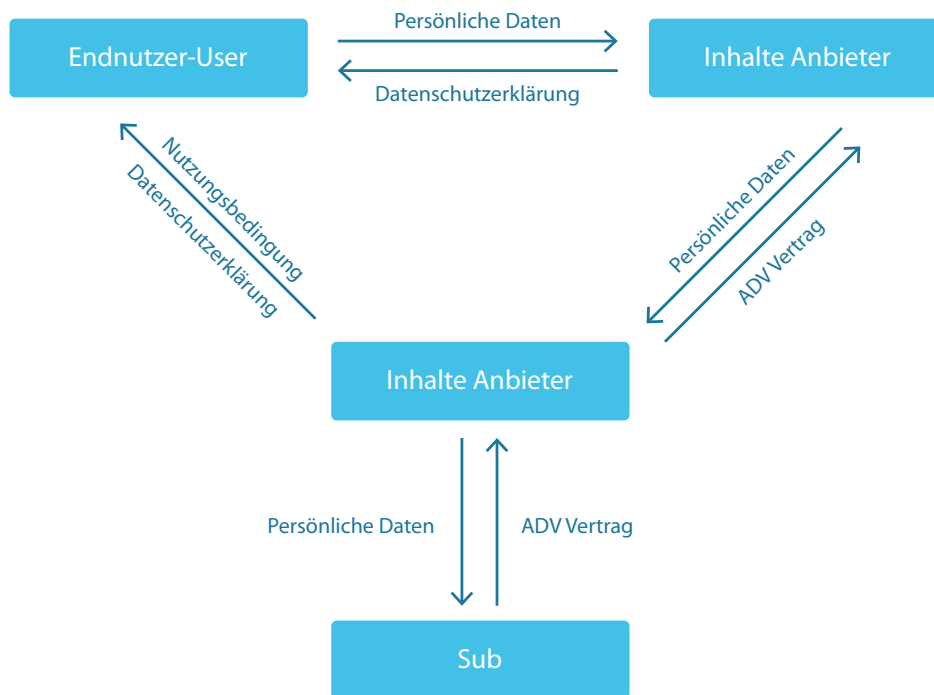 Persönliche Daten
Endnutzer-User
Inhalte Anbieter
Datenschutzerklärung
Nutzungsbedingung
Datenschutzerklärung
Persönliche Daten
ADV Vertrag
Inhalte Anbieter
Persönliche Daten
ADV Vertrag
Sub